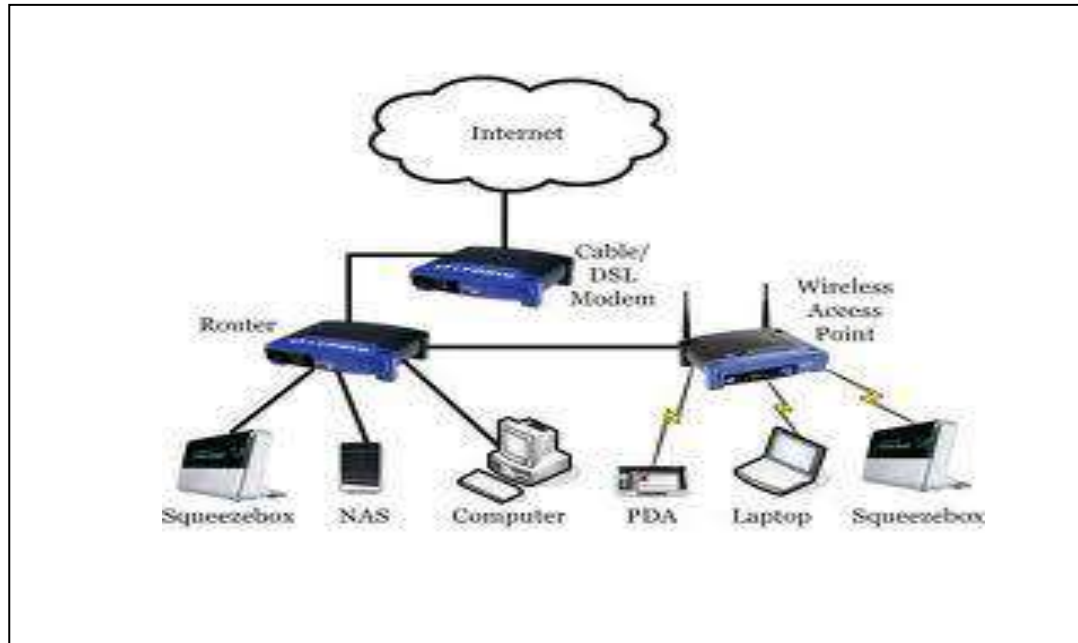 Internet
Cable/
DSL
Modem
Wireless
Access
Point
Router
Squeezebox
NAS
Computer
PDA
Laptop
Squeezebox